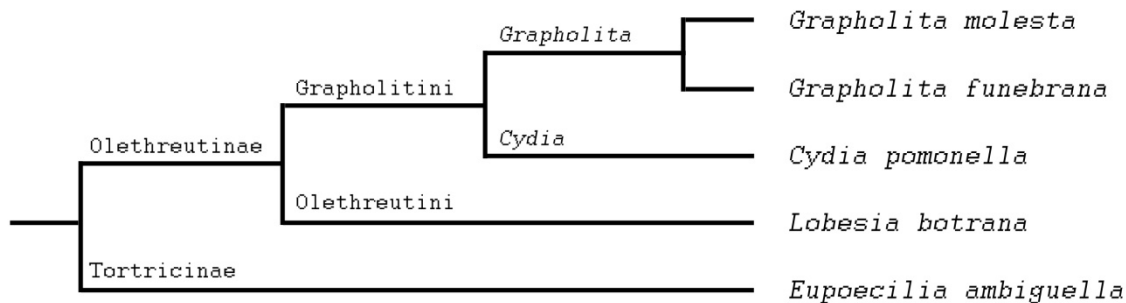 Grapholita molesta
Grapholita
Grapholita funebrana
Grapholitini
Cydia
Cydia pomonella
Olethreutinae
Olethreutini
Lobesia botrana
Tortricinae
Eupoecilia ambiguella